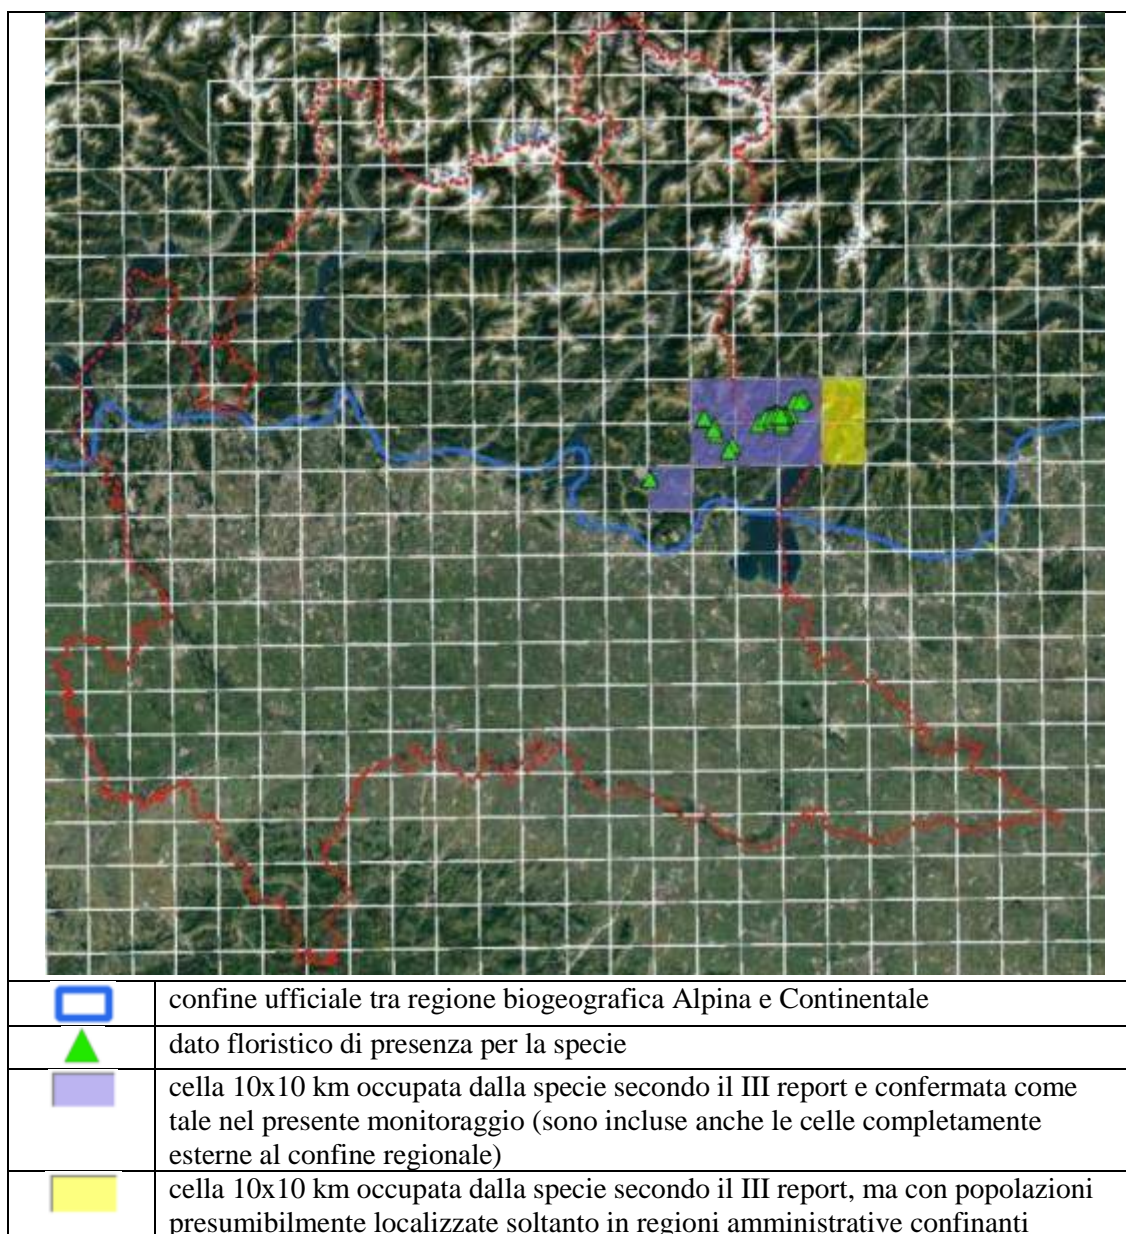 confine ufficiale tra regione biogeografica Alpina e Continentale
dato floristico di presenza per la specie
cella 10x10 km occupata dalla specie secondo il III report e confermata come
tale nel presente monitoraggio (sono incluse anche le celle completamente
esterne al confine regionale)
cella 10x10 km occupata dalla specie secondo il III report, ma con popolazioni
presumibilmente localizzate soltanto in regioni amministrative confinanti